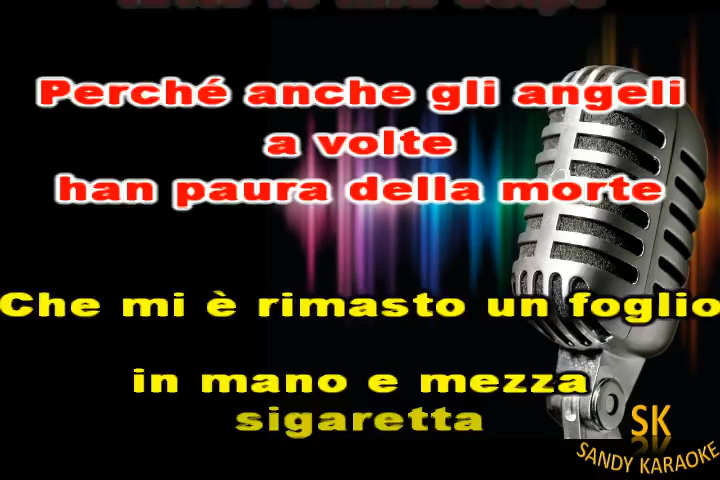 Perché anche gli angeli
a volte
han paura della morte
Che mi è rimasto un foglio
in mano e mezza
sigaretta
SK
SANDY KARAOKE